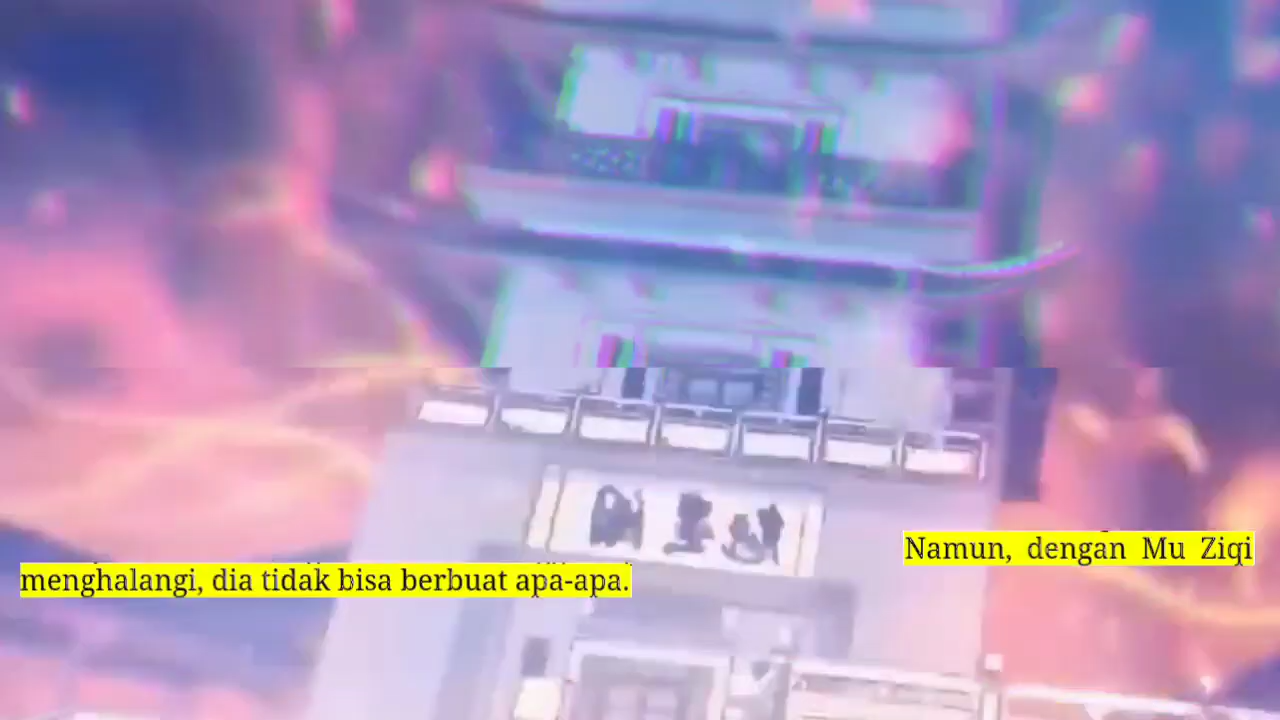 Namun, dengan Mu Ziqi
menghalangi, dia tidak bisa berbuat apa-apa.